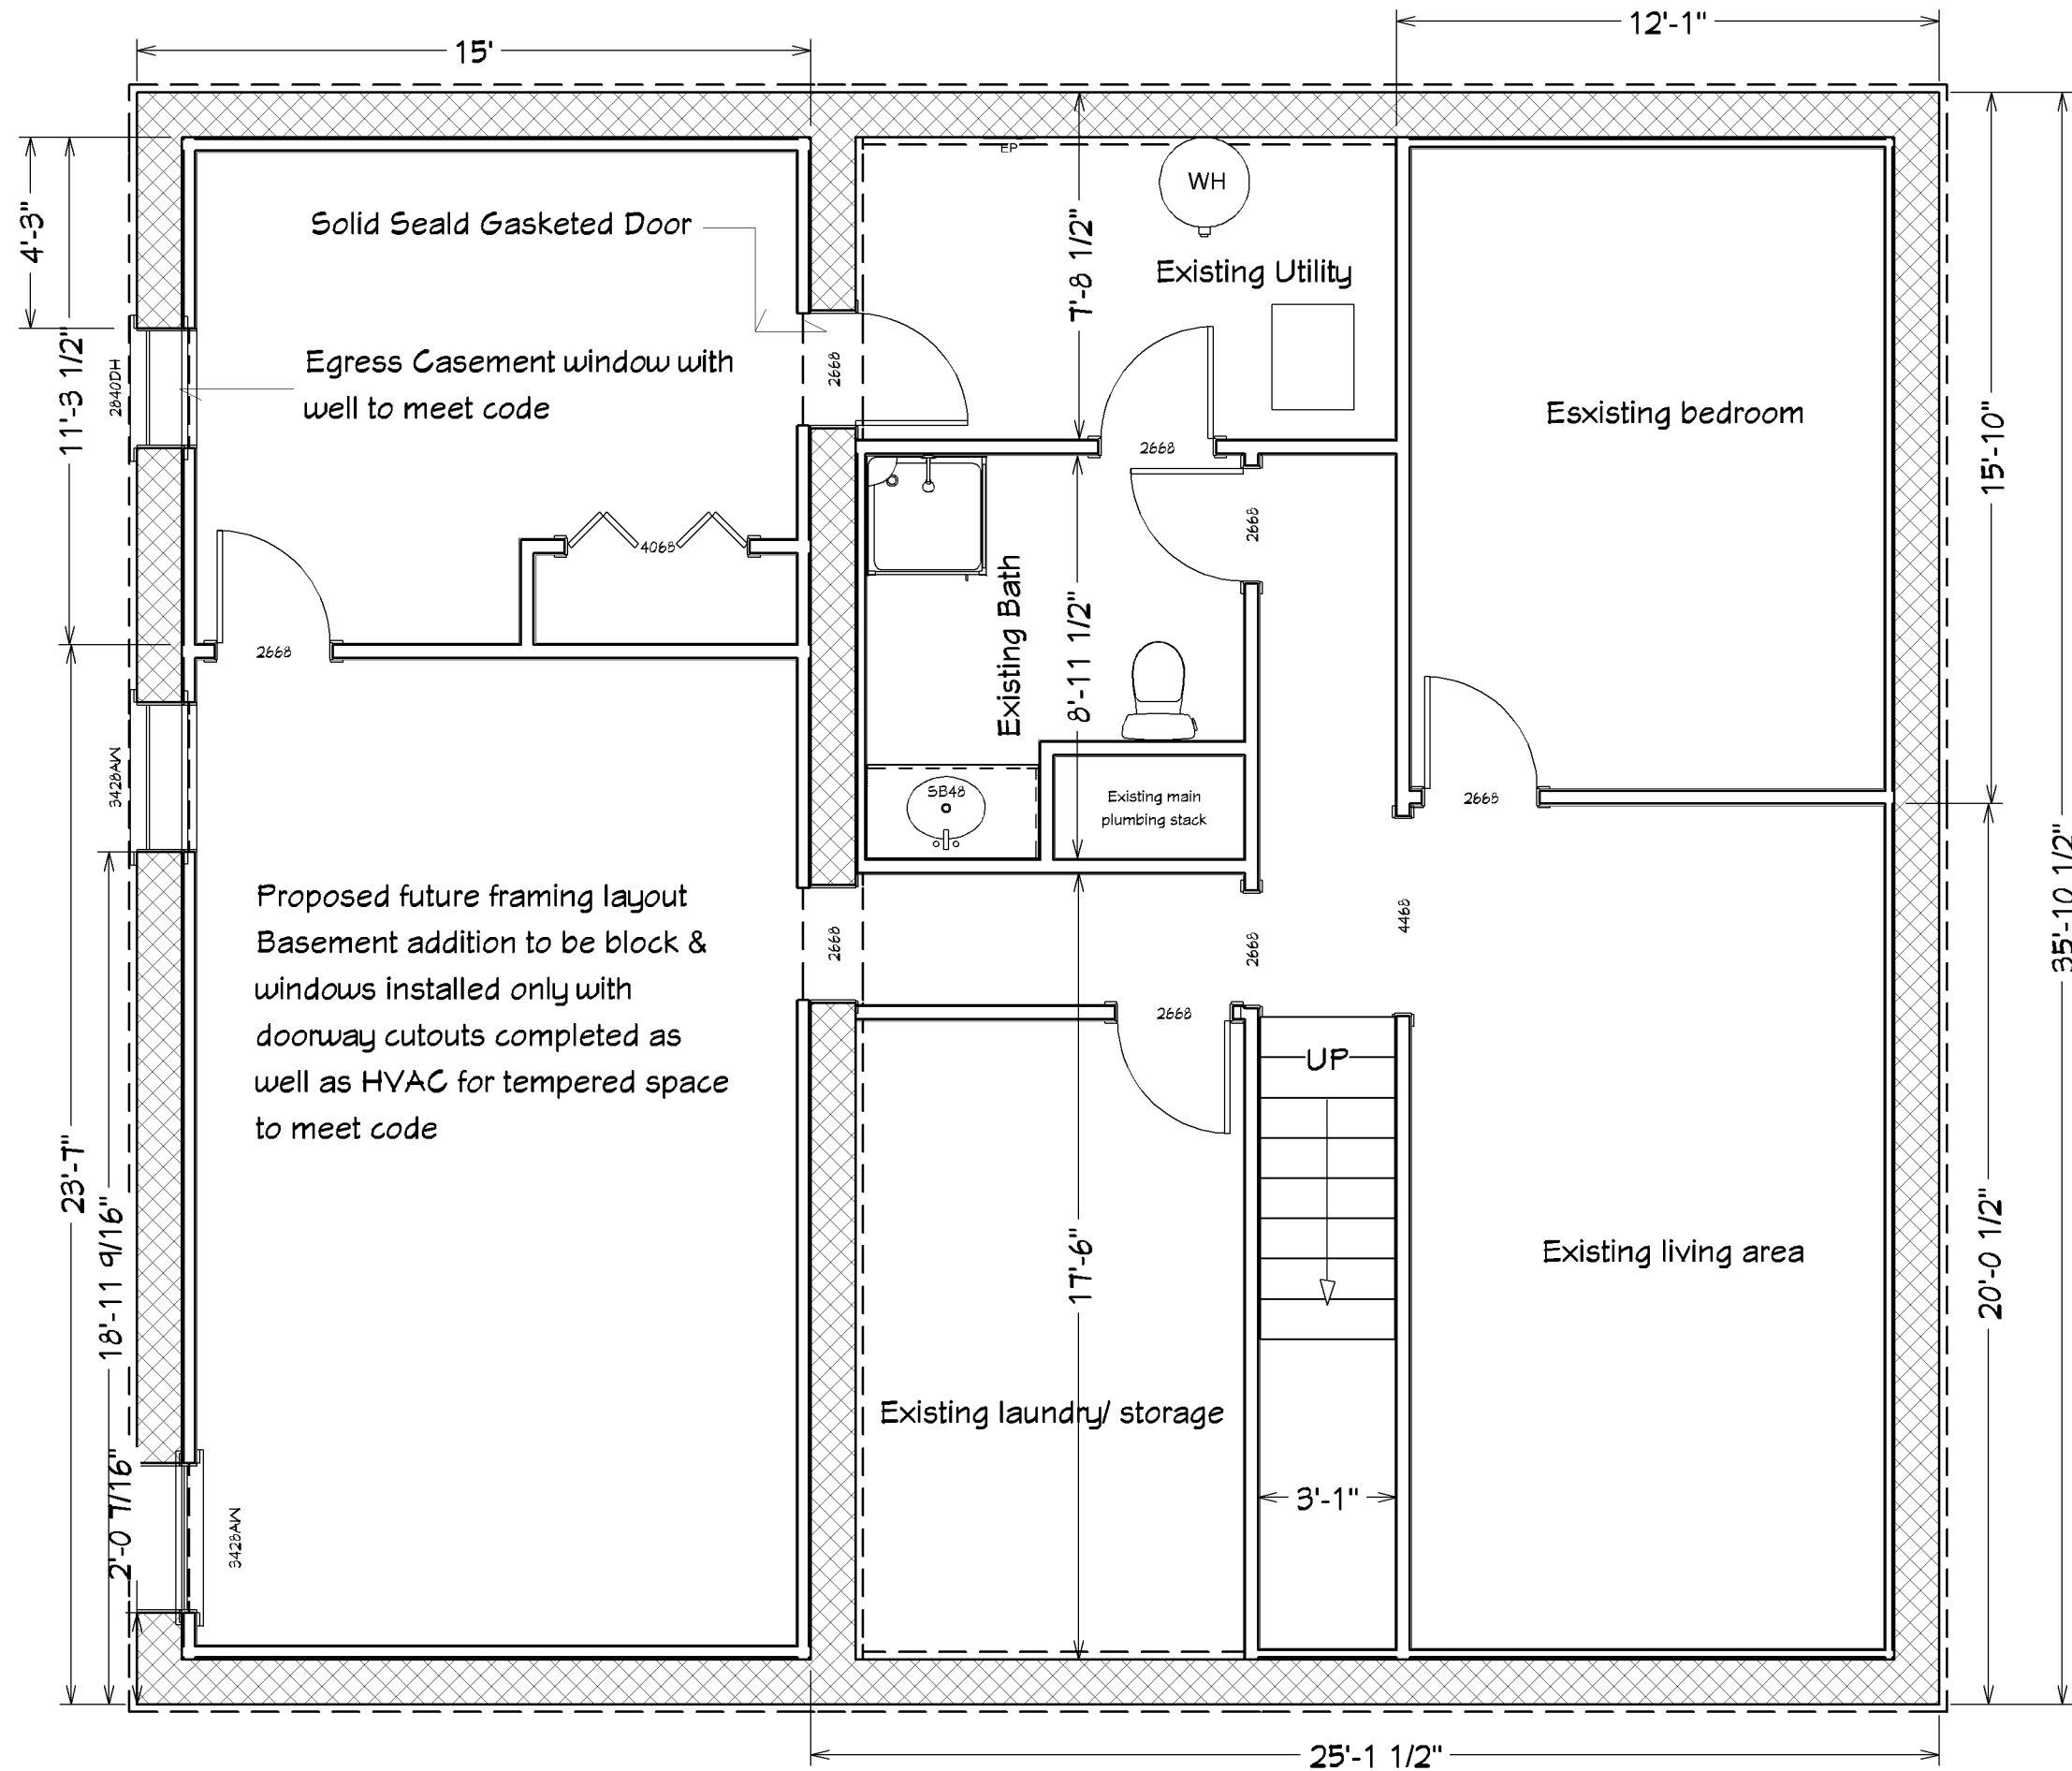 12'-1"
15'
EP
WH
Solid Seald Gasketed Door
4'-3"
7'-8 1/2"
Existing Utility
Egress Casement window with
well to meet code
2840DH
11'-3 1/2"
2668
2668
Esxisting bedroom
15'-10"
2668
4068
Existing Bath
8'-11 1/2"
2668
3428AW
SB48
Existing main
plumbing stack
2668
Proposed future framing layout
Basement addition to be block &
windows installed only with
doorway cutouts completed as
well as HVAC for tempered space
to meet code
2668
2668
4468
35'-10 1/2"
2668
UP
23'-7"
18'-11 9/16"
17'-6"
Existing living area
20'-0 1/2"
Existing laundry/ storage
2'-0 7/16"
3428AW
3'-1"
25'-1 1/2"